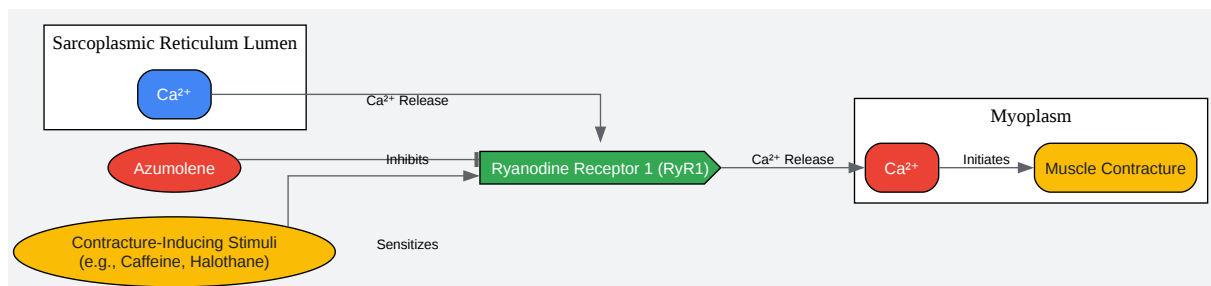 Sarcoplasmic Reticulum Lumen
Ca²⁺
Ca²⁺ Release
Azumolene
Inhibits
Ryanodine Receptor 1 (RyR1)
Ca²⁺ Release
Myoplasm
Ca²⁺
Initiates
Muscle Contracture
Contracture-Inducing Stimuli
(e.g., Caffeine, Halothane)
Sensitizes